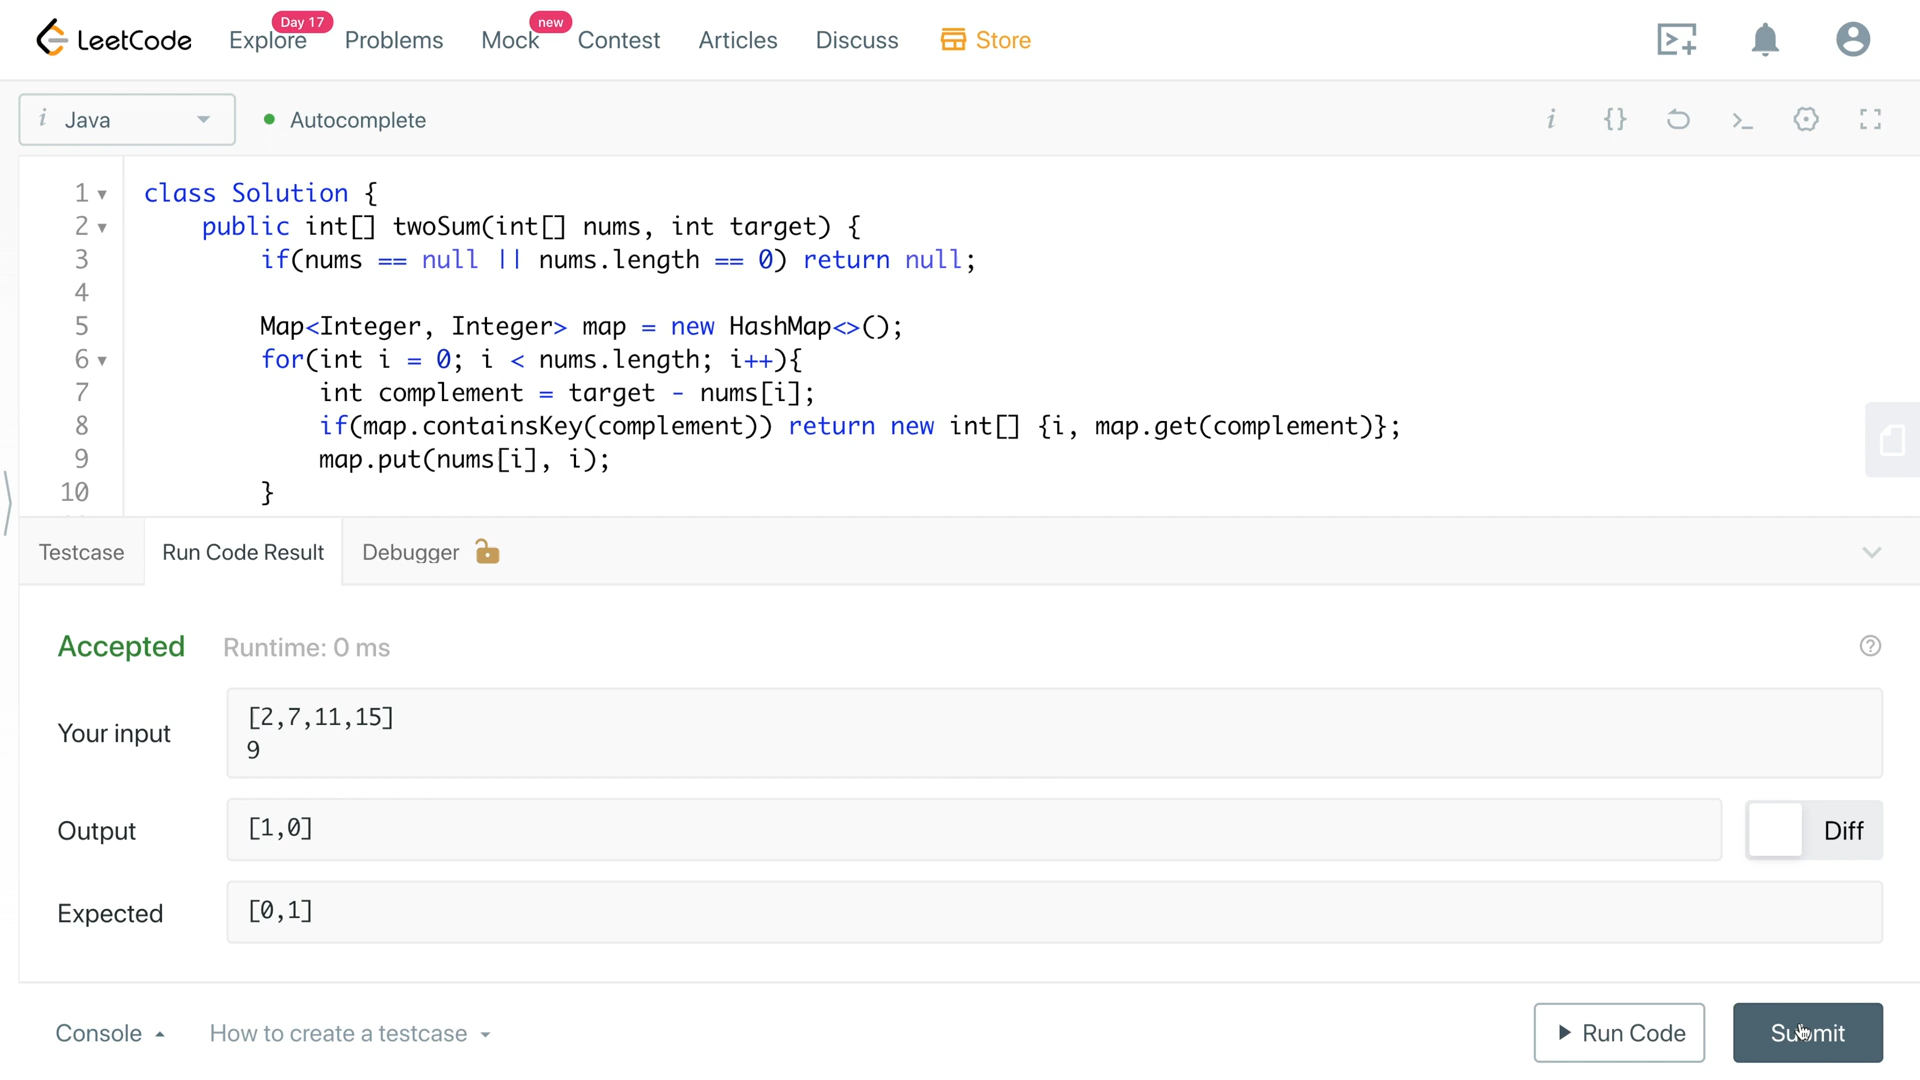 LeetCode Explore Day 17 Problems Mock new Contest Articles Discuss Store
i Java Autocomplete i {} >_
1 class Solution {
2 public int[] twoSum(int[] nums, int target) {
3 if(nums == null || nums.length == 0) return null;
4
5 Map<Integer, Integer> map = new HashMap<>();
6 for(int i = 0; i < nums.length; i++){
7 int complement = target - nums[i];
8 if(map.containsKey(complement)) return new int[] {i, map.get(complement)};
9 map.put(nums[i], i);
10 }
Testcase Run Code Result Debugger
Accepted Runtime: 0 ms
Your input
[2,7,11,15]
9
Output [1,0] Diff
Expected [0,1]
Console How to create a testcase Run Code Submit